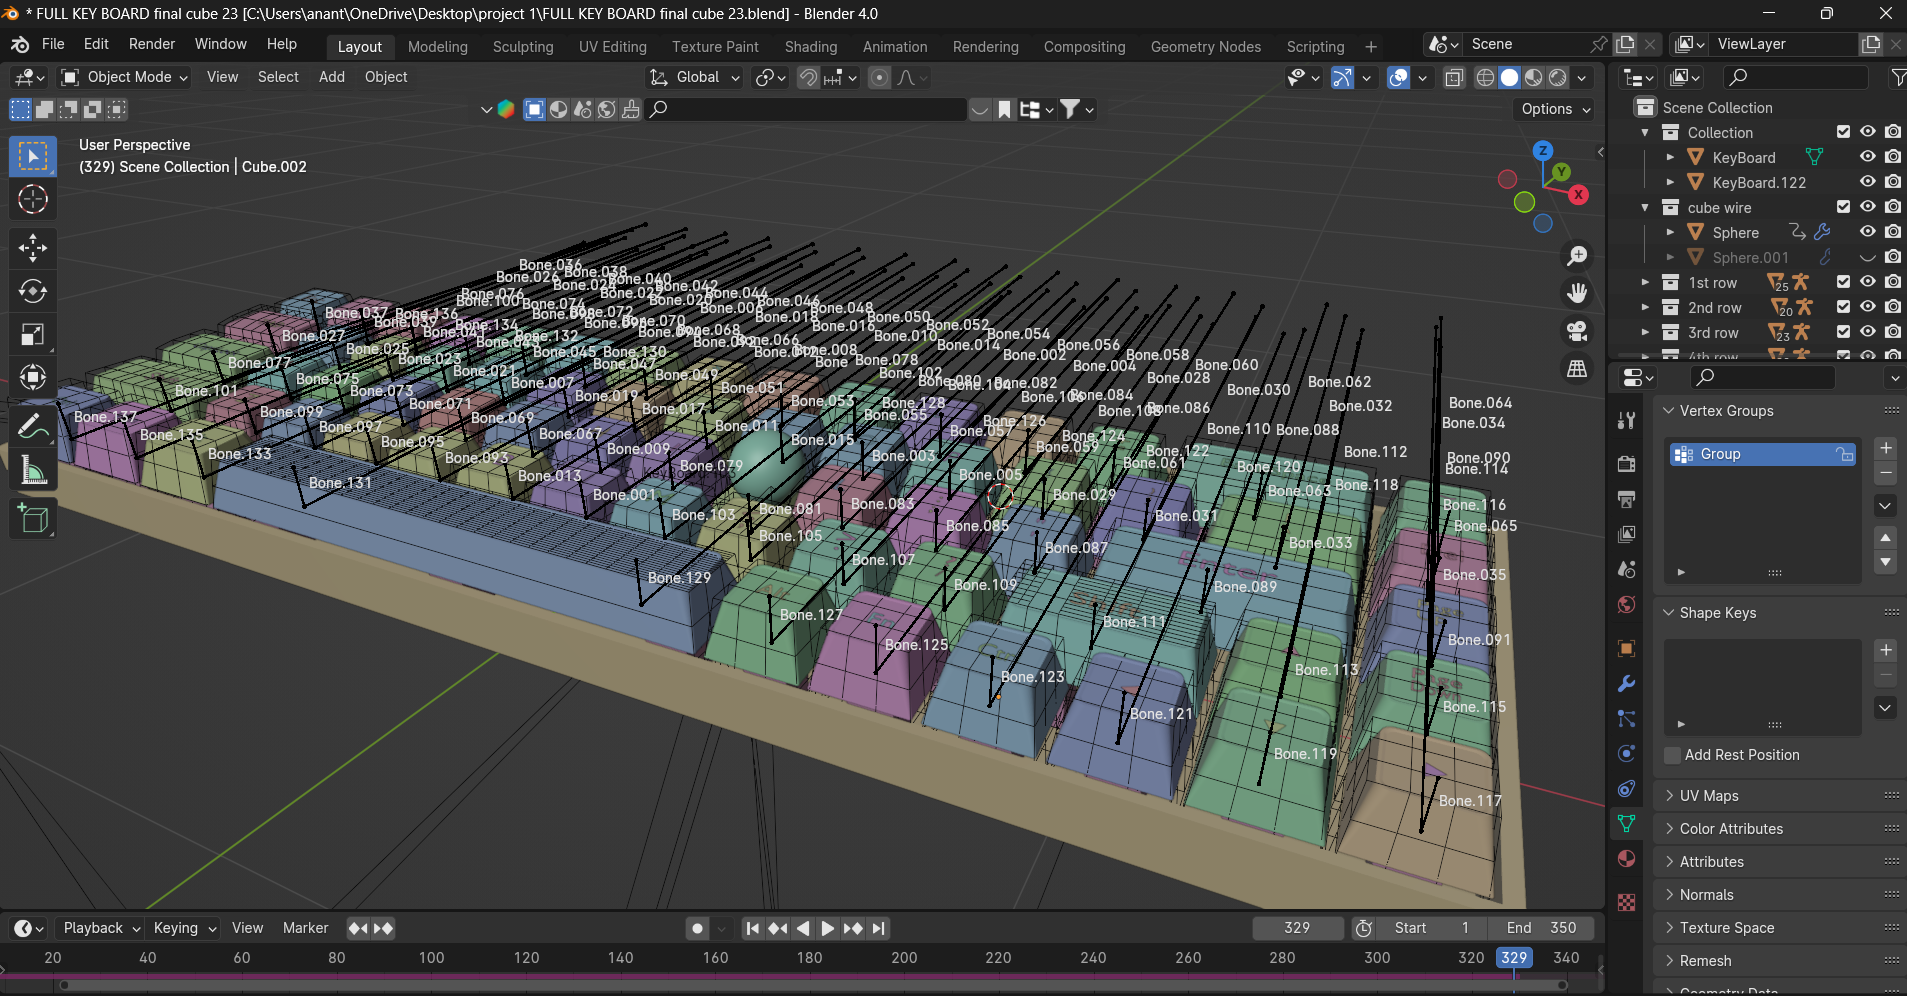 * FULL KEY BOARD final cube 23 [C:\Users\anant\OneDrive\Desktop\project 1\FULL KEY BOARD final cube 23.blend] - Blender 4.0
File Edit Render Window Help Layout Modeling Sculpting UV Editing Texture Paint Shading Animation Rendering Compositing Geometry Nodes Scripting + Scene ViewLayer
Object Mode View Select Add Object Global
Options
User Perspective
(329) Scene Collection | Cube.002
Z
Y
X
Scene Collection
Collection
KeyBoard
KeyBoard.122
cube wire
Sphere
Sphere.001
1st row 25
2nd row 20
3rd row 23
4th row
Vertex Groups
Group
Shape Keys
Add Rest Position
UV Maps
Color Attributes
Attributes
Normals
Texture Space
Remesh
Geometry Data
Bone.036
Bone.026 Bone.038
Bone.040
Bone.042
Bone.076 Bone.044
Bone.100 Bone.074 Bone.020 Bone.046
Bone.048
Bone.037 Bone.136 Bone.072 Bone.018 Bone.050
Bone.134 Bone.070 Bone.016 Bone.052
Bone.027 Bone.132 Bone.068 Bone.010 Bone.054
Bone.025 Bone.045 Bone.130 Bone.066 Bone.008 Bone.014 Bone.056
Bone.077 Bone.023 Bone.047 Bone Bone.078 Bone.002 Bone.058
Bone.021 Bone.049 Bone.102 Bone.004 Bone.060
Bone.101 Bone.075 Bone.007 Bone.051 Bone.082 Bone.028 Bone.062
Bone.073 Bone.019 Bone.053 Bone.128 Bone.084 Bone.030
Bone.137 Bone.099 Bone.071 Bone.017 Bone.055 Bone.086 Bone.032 Bone.064
Bone.135 Bone.097 Bone.069 Bone.011 Bone.057 Bone.126 Bone.110 Bone.088 Bone.034
Bone.133 Bone.095 Bone.067 Bone.015 Bone.059 Bone.124 Bone.122 Bone.112
Bone.093 Bone.009 Bone.003 Bone.061 Bone.120 Bone.090
Bone.131 Bone.013 Bone.079 Bone.005 Bone.118 Bone.114
Bone.001 Bone.081 Bone.083 Bone.029 Bone.063 Bone.116
Bone.103 Bone.085 Bone.031 Bone.065
Bone.105 Bone.087 Bone.033
Bone.129 Bone.107 Bone.109 Bone.089 Bone.035
Enter
Bone.127 Bone.111 Bone.091
Bone.125 Bone.123 Bone.113
Bone.121 Bone.115
Bone.119
Bone.117
Playback Keying View Marker 329 Start 1 End 350
20 40 60 80 100 120 140 160 180 200 220 240 260 280 300 320 329 340